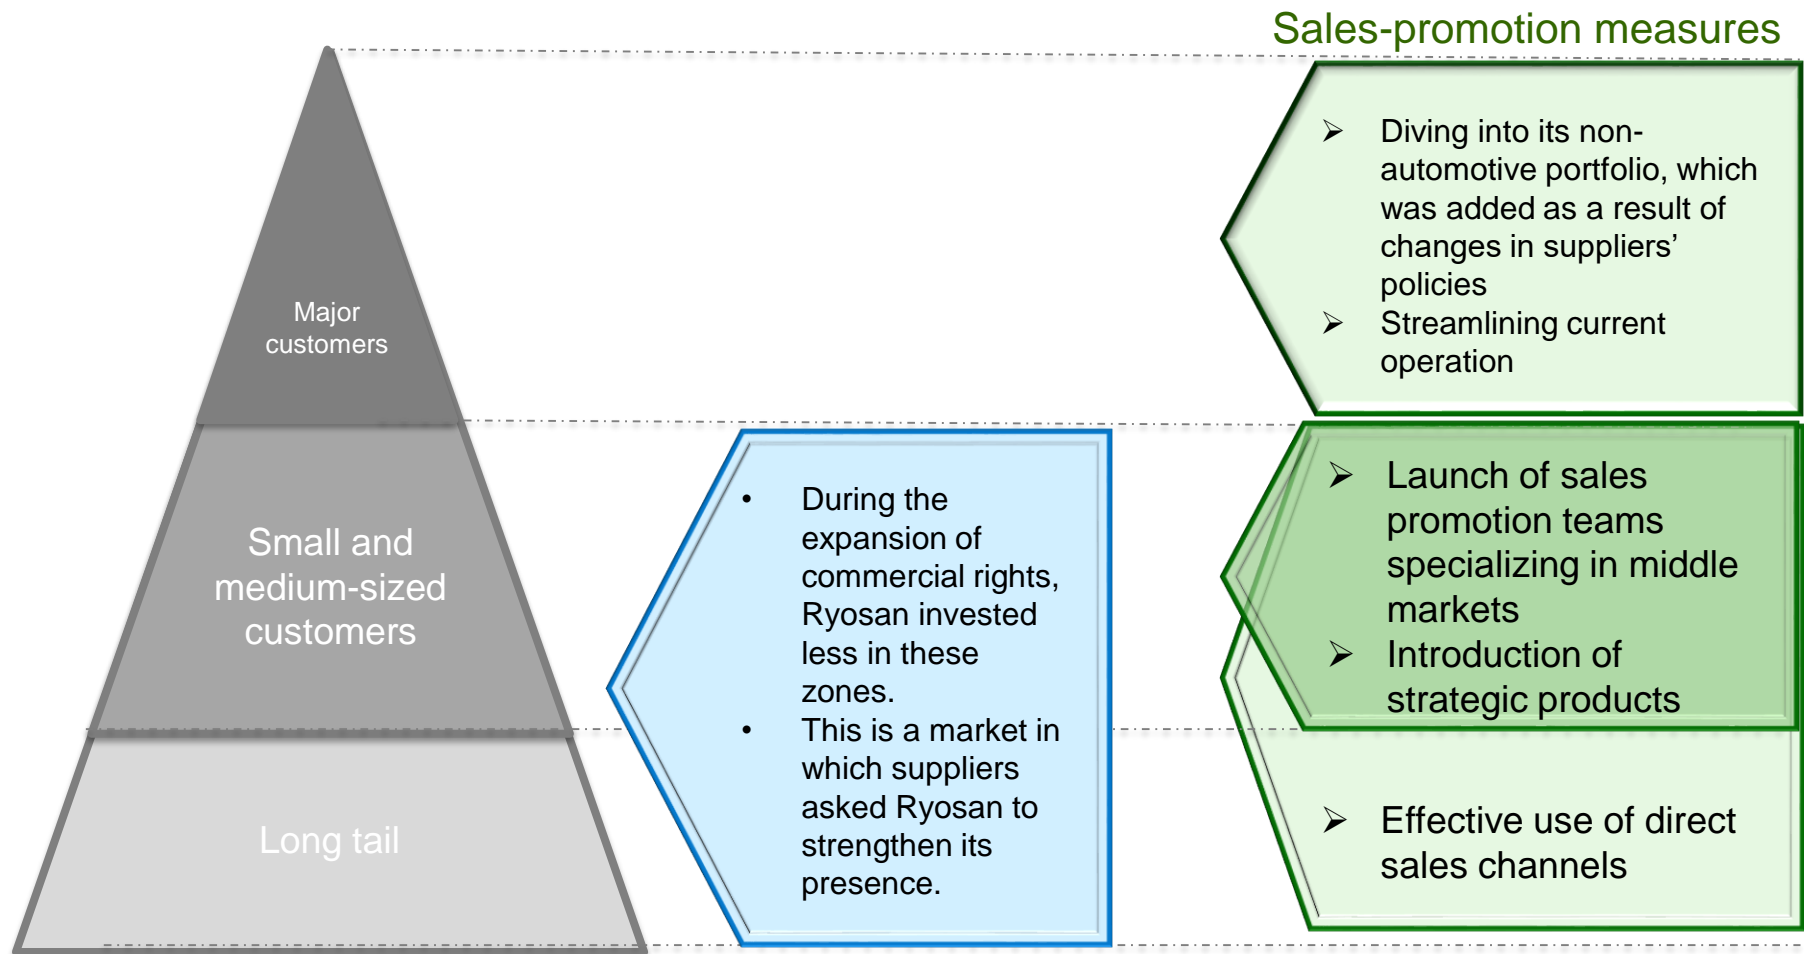 Sales-promotion measures
Major
customers
➢ Diving into its non-
automotive portfolio, which
was added as a result of
changes in suppliers’
policies
➢ Streamlining current
operation
Small and
medium-sized
customers
• During the
expansion of
commercial rights,
Ryosan invested
less in these
zones.
• This is a market in
which suppliers
asked Ryosan to
strengthen its
presence.
➢ Launch of sales
promotion teams
specializing in middle
markets
➢ Introduction of
strategic products
Long tail
➢ Effective use of direct
sales channels